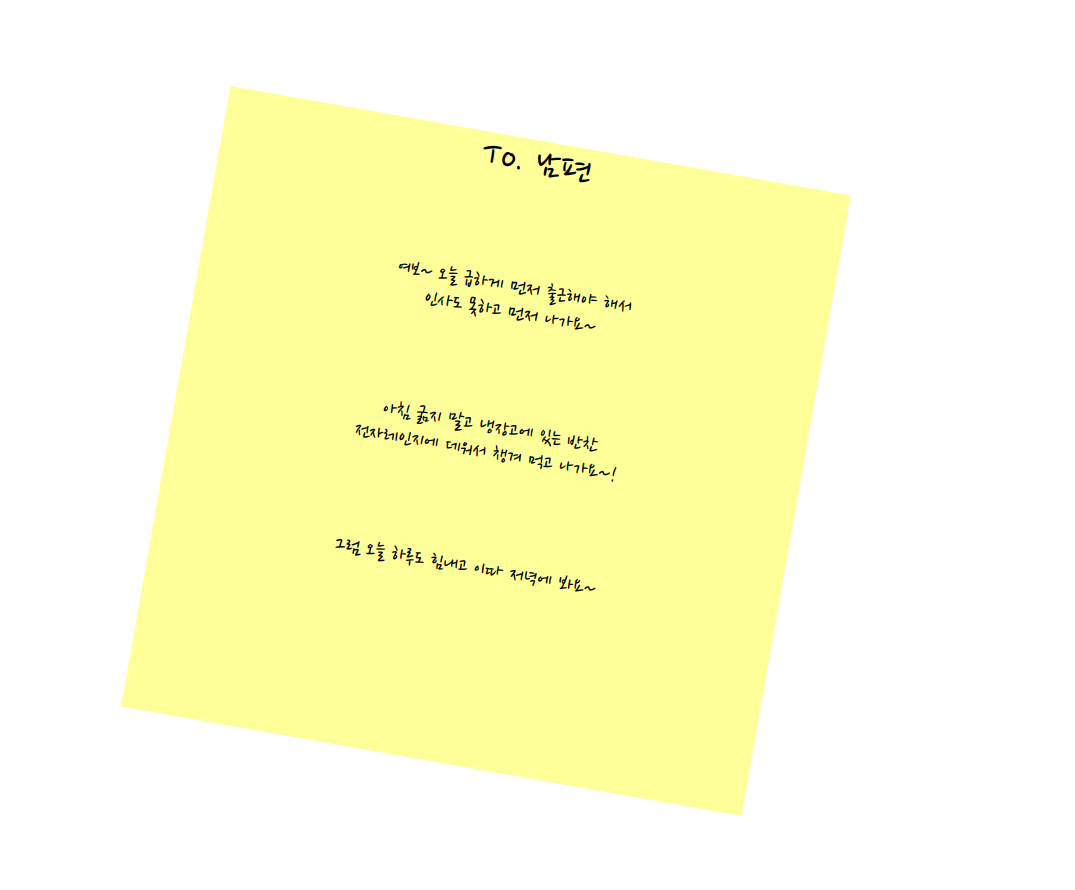 To. 남편
여보~ 오늘 급하게 먼저 출근해야 해서
인사도 못하고 먼저 나가요~
아침 굶지 말고 냉장고에 있는 반찬
전자레인지에 데워서 챙겨 먹고 나가요~!
그럼 오늘 하루도 힘내고 이따 저녁에 봐요~